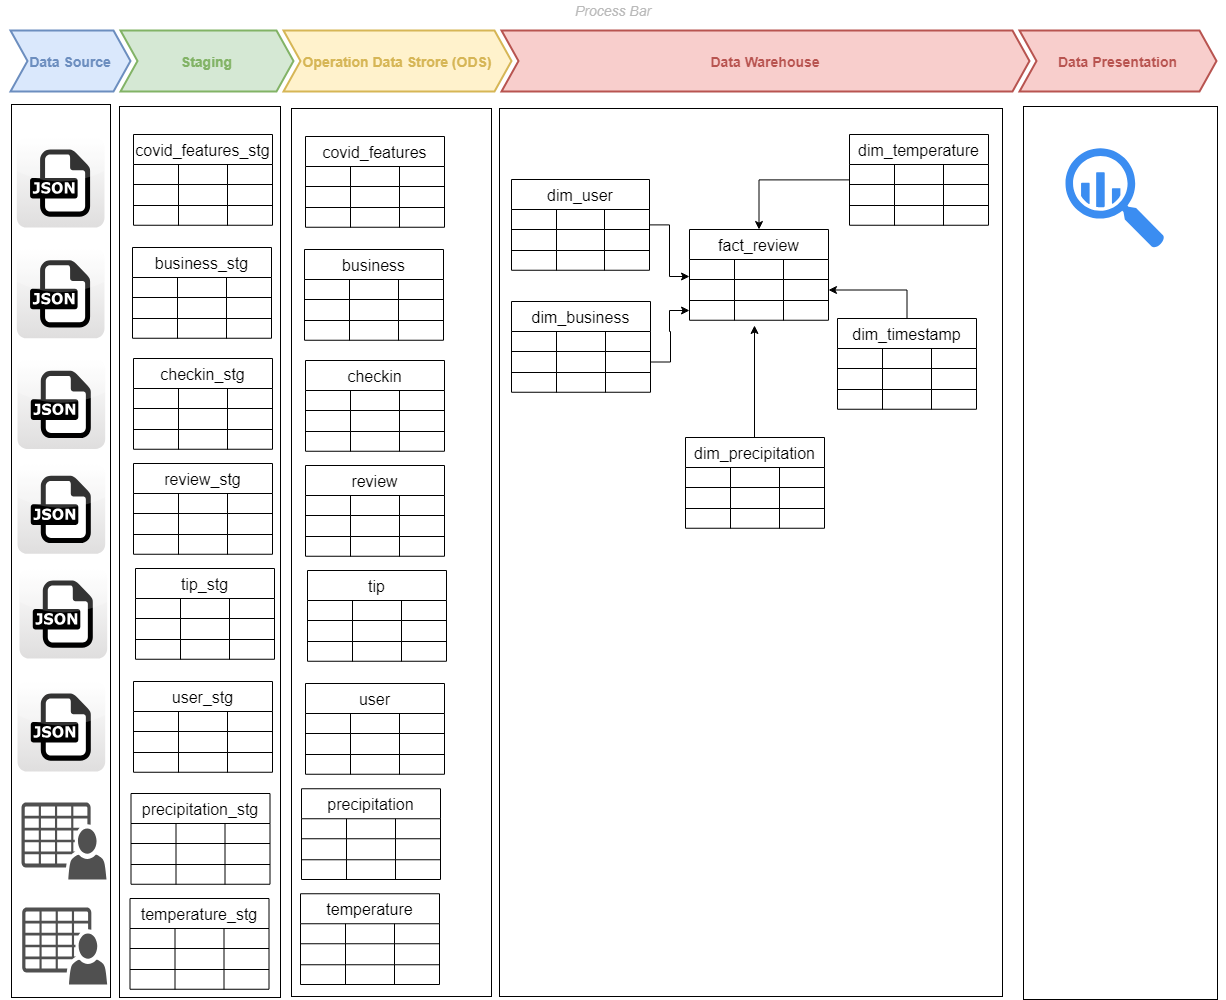 Process Bar
Data Source
Staging
Operation Data Strore (ODS)
Data Warehouse
Data Presentation
JSON
JSON
JSON
JSON
JSON
JSON
covid_features_stg
business_stg
checkin_stg
review_stg
tip_stg
user_stg
precipitation_stg
temperature_stg
covid_features
business
checkin
review
tip
user
precipitation
temperature
dim_user
dim_business
fact_review
dim_temperature
dim_timestamp
dim_precipitation